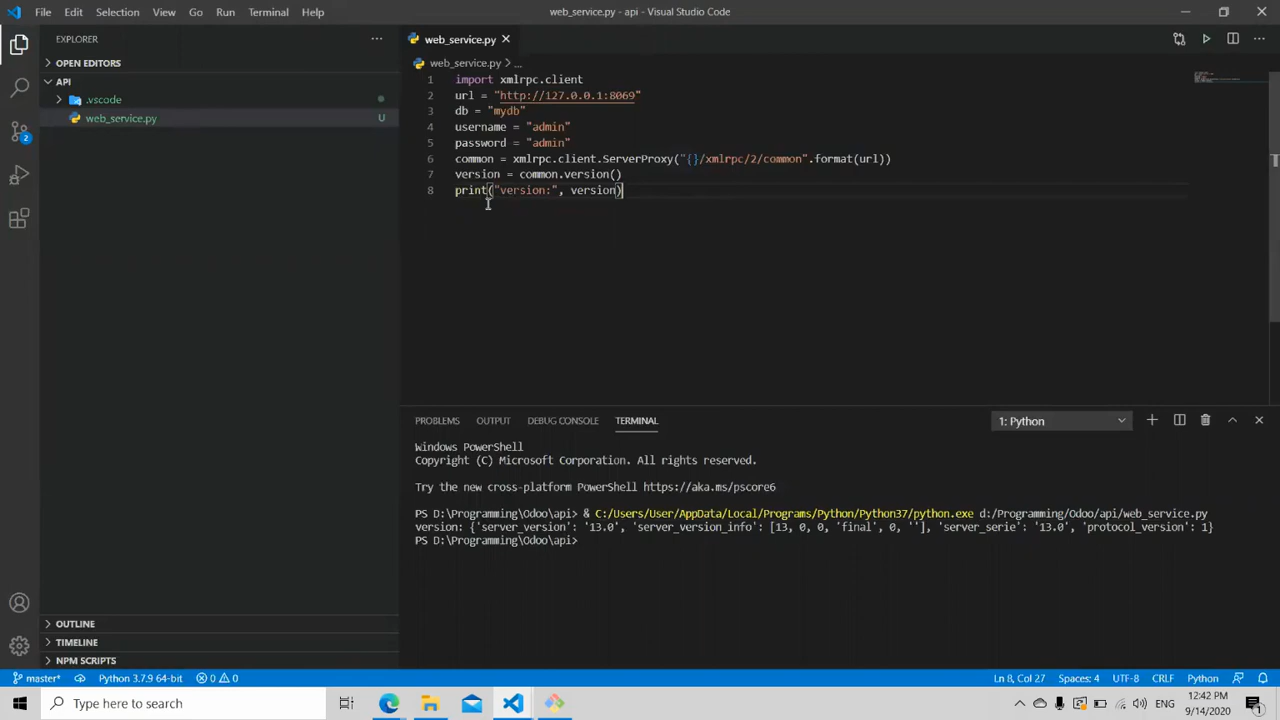 File Edit Selection View Go Run Terminal Help
web_service.py - api - Visual Studio Code
EXPLORER
OPEN EDITORS
API
.vscode
web_service.py U
2
web_service.py
web_service.py > ...
1 import xmlrpc.client
2 url = "http://127.0.0.1:8069"
3 db = "mydb"
4 username = "admin"
5 password = "admin"
6 common = xmlrpc.client.ServerProxy("{}/xmlrpc/2/common".format(url))
7 version = common.version()
8 print("version:", version)
PROBLEMS OUTPUT DEBUG CONSOLE TERMINAL
1: Python
Windows PowerShell
Copyright (C) Microsoft Corporation. All rights reserved.
Try the new cross-platform PowerShell https://aka.ms/pscore6
PS D:\Programming\Odoo\api> & C:/Users/User/AppData/Local/Programs/Python/Python37/python.exe d:/Programming/Odoo/api/web_service.py
version: {'server_version': '13.0', 'server_version_info': [13, 0, 0, 'final', 0, ''], 'server_serie': '13.0', 'protocol_version': 1}
PS D:\Programming\Odoo\api>
OUTLINE
TIMELINE
NPM SCRIPTS
master* Python 3.7.9 64-bit 0 0
Ln 8, Col 27 Spaces: 4 UTF-8 CRLF Python
Type here to search
ENG
12:42 PM
9/14/2020
1